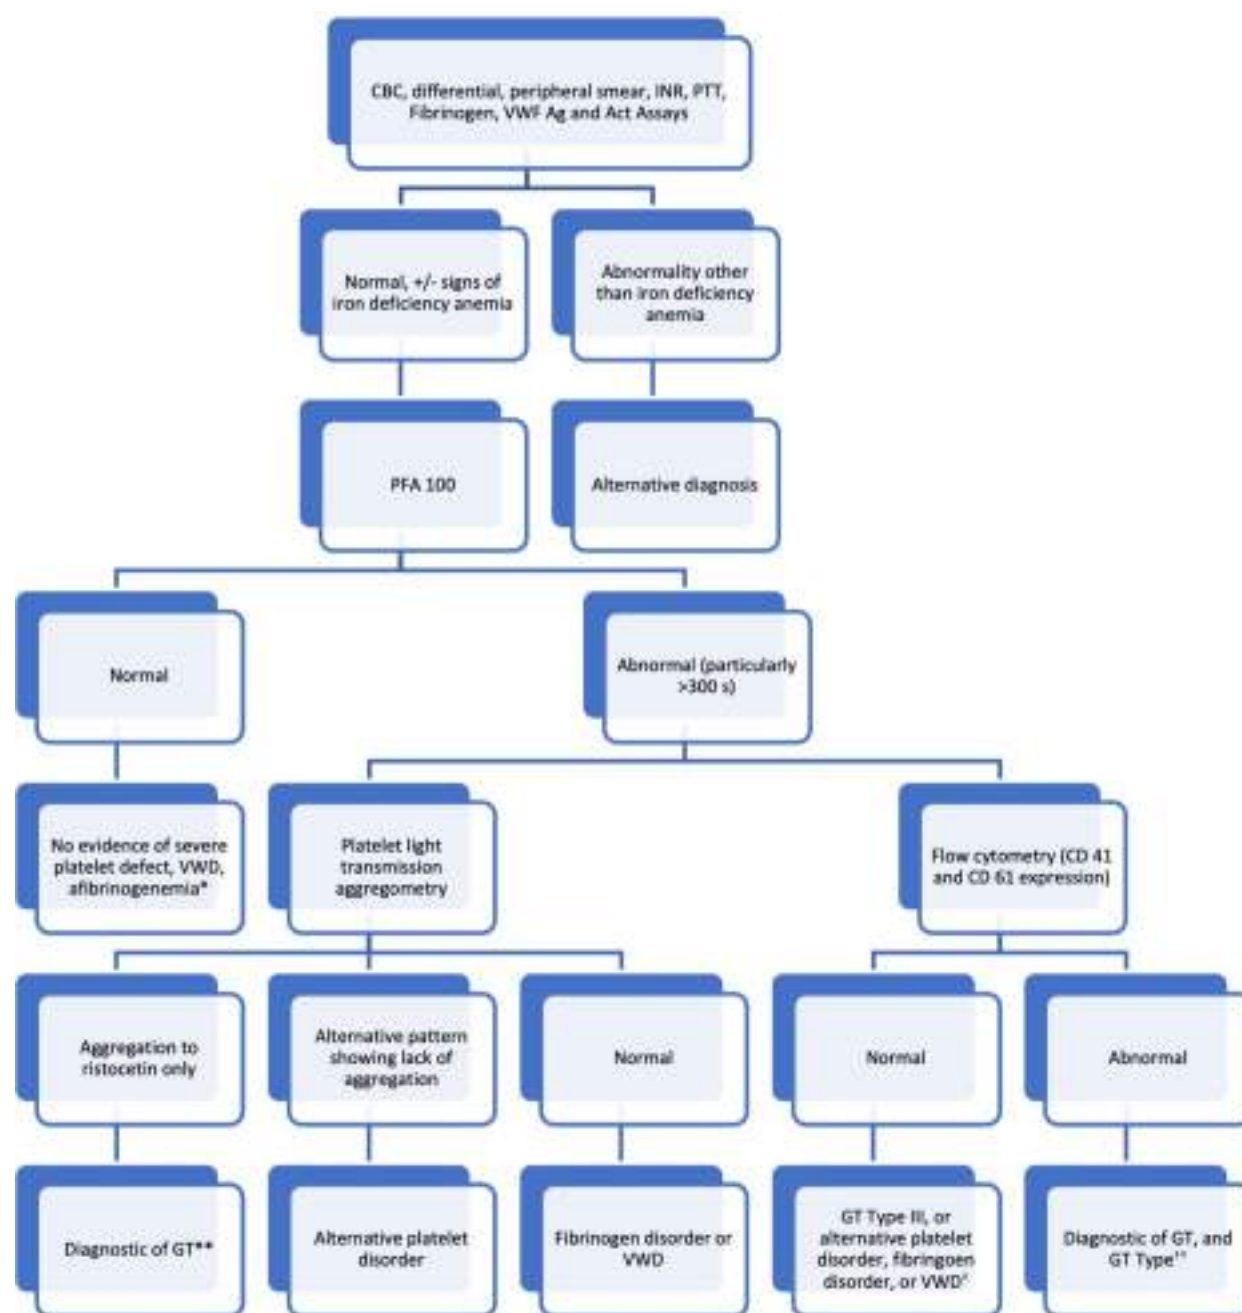 CBC, differential, peripheral smear, INR, PTT,
Fibrinogen, VWF Ag and Act Assays
Normal, +/- signs of
iron deficiency anemia
Abnormality other
than iron deficiency
anemia
PFA 100
Alternative diagnosis
Normal
Abnormal (particularly
>300 s)
No evidence of severe
platelet defect, VWD,
afibrinogenemia*
Platelet light
transmission
aggregometry
Flow cytometry (CD 41
and CD 61 expression)
Aggregation to
ristocetin only
Alternative pattern
showing lack of
aggregation
Normal
Normal
Abnormal
Diagnostic of GT**
Alternative platelet
disorder
Fibrinogen disorder or
VWD
GT Type III, or
alternative platelet
disorder, fibringoen
disorder, or VWD
Diagnostic of GT, and
GT Type